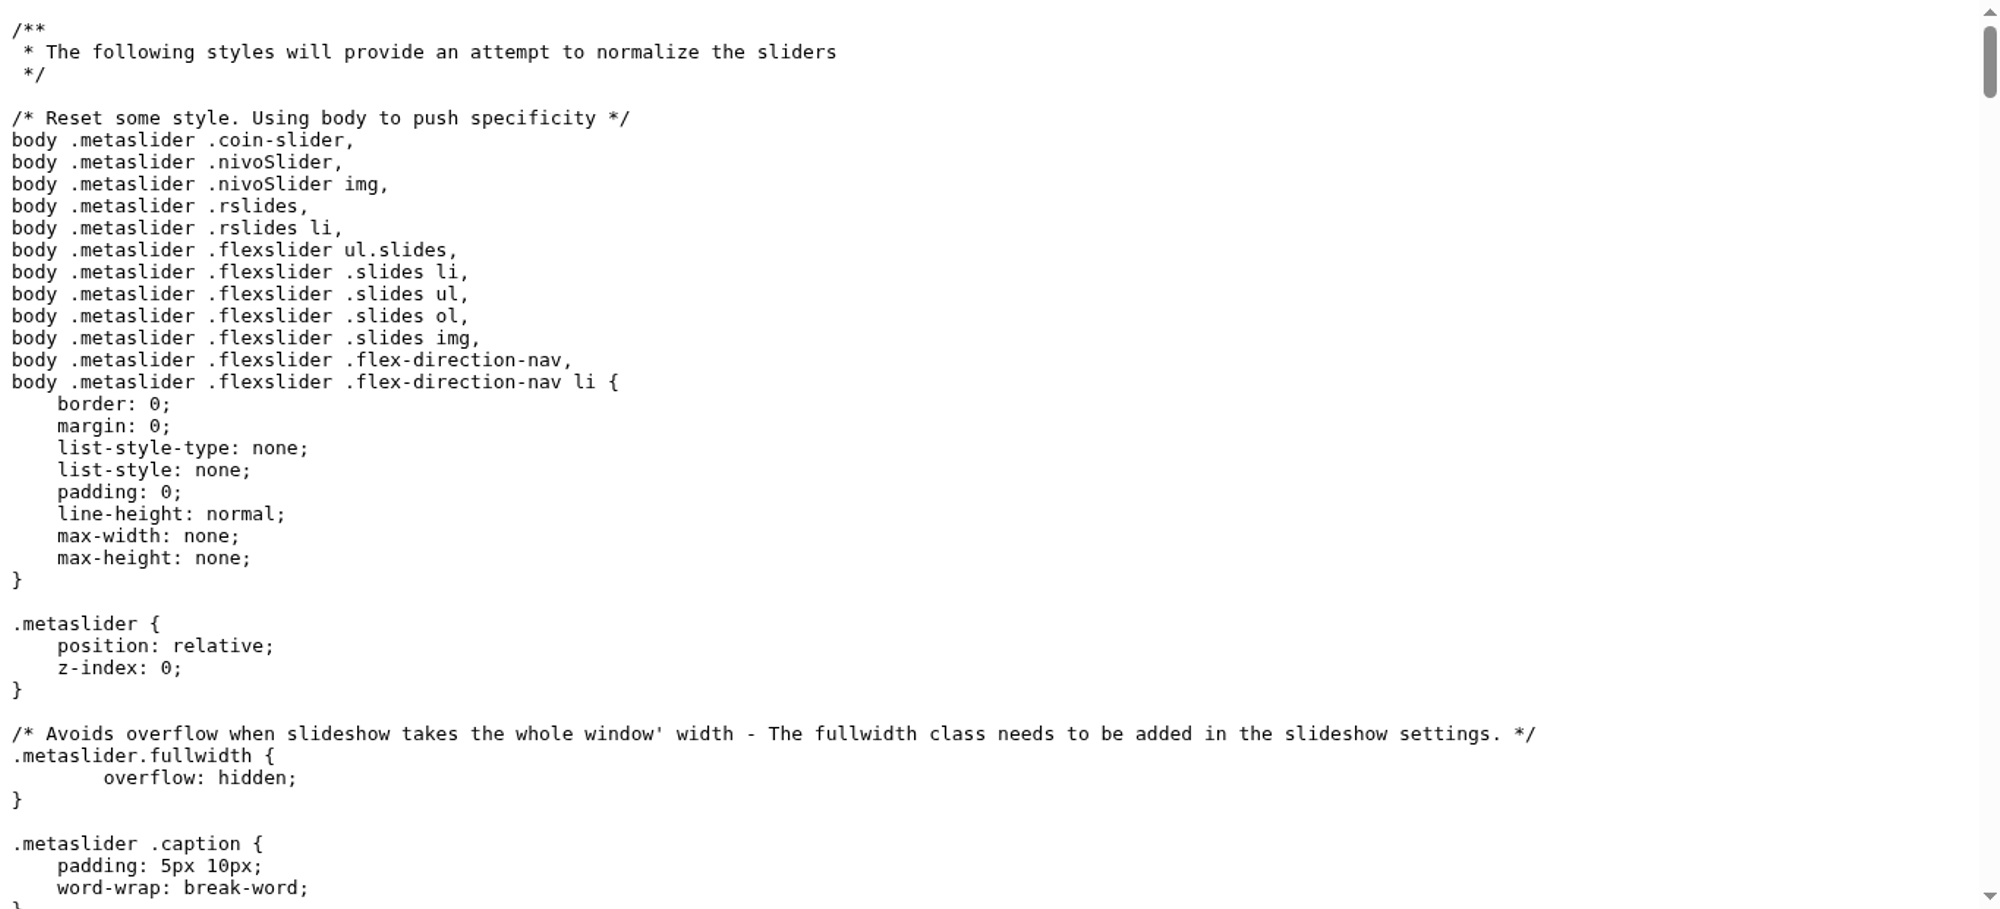 /**
 * The following styles will provide an attempt to normalize the sliders
 */

/* Reset some style. Using body to push specificity */
body .metaslider .coin-slider,
body .metaslider .nivoSlider,
body .metaslider .nivoSlider img,
body .metaslider .rslides,
body .metaslider .rslides li,
body .metaslider .flexslider ul.slides,
body .metaslider .flexslider .slides li,
body .metaslider .flexslider .slides ul,
body .metaslider .flexslider .slides ol,
body .metaslider .flexslider .slides img,
body .metaslider .flexslider .flex-direction-nav,
body .metaslider .flexslider .flex-direction-nav li {
    border: 0;
    margin: 0;
    list-style-type: none;
    list-style: none;
    padding: 0;
    line-height: normal;
    max-width: none;
    max-height: none;
}

.metaslider {
    position: relative;
    z-index: 0;
}

/* Avoids overflow when slideshow takes the whole window' width - The fullwidth class needs to be added in the slideshow settings. */
.metaslider.fullwidth {
        overflow: hidden;
}

.metaslider .caption {
    padding: 5px 10px;
    word-wrap: break-word;
}